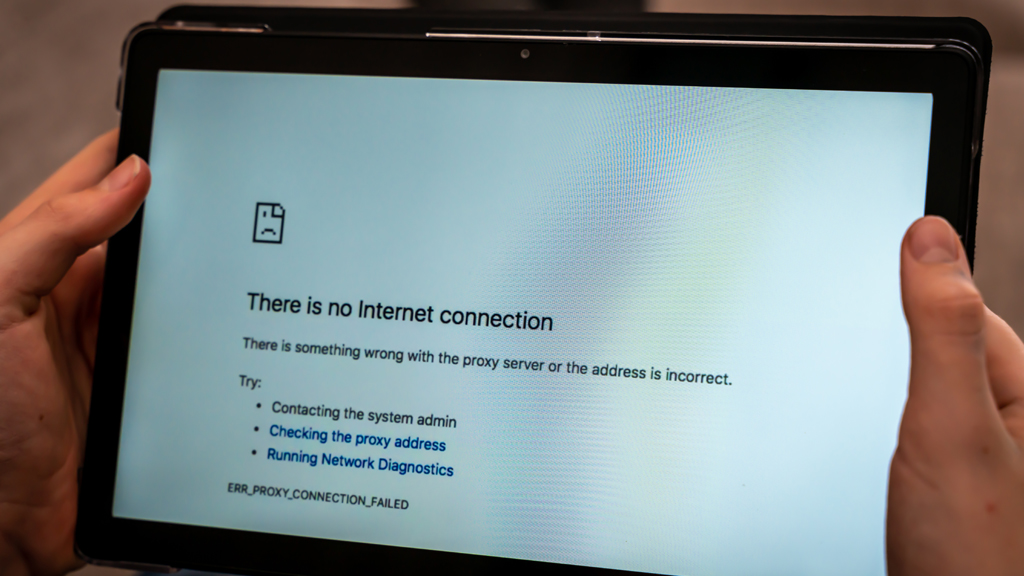 There is no Internet connection
There is something wrong with the proxy server or the address is incorrect.
Try:
• Contacting the system admin
• Checking the proxy address
• Running Network Diagnostics
ERR_PROXY_CONNECTION_FAILED